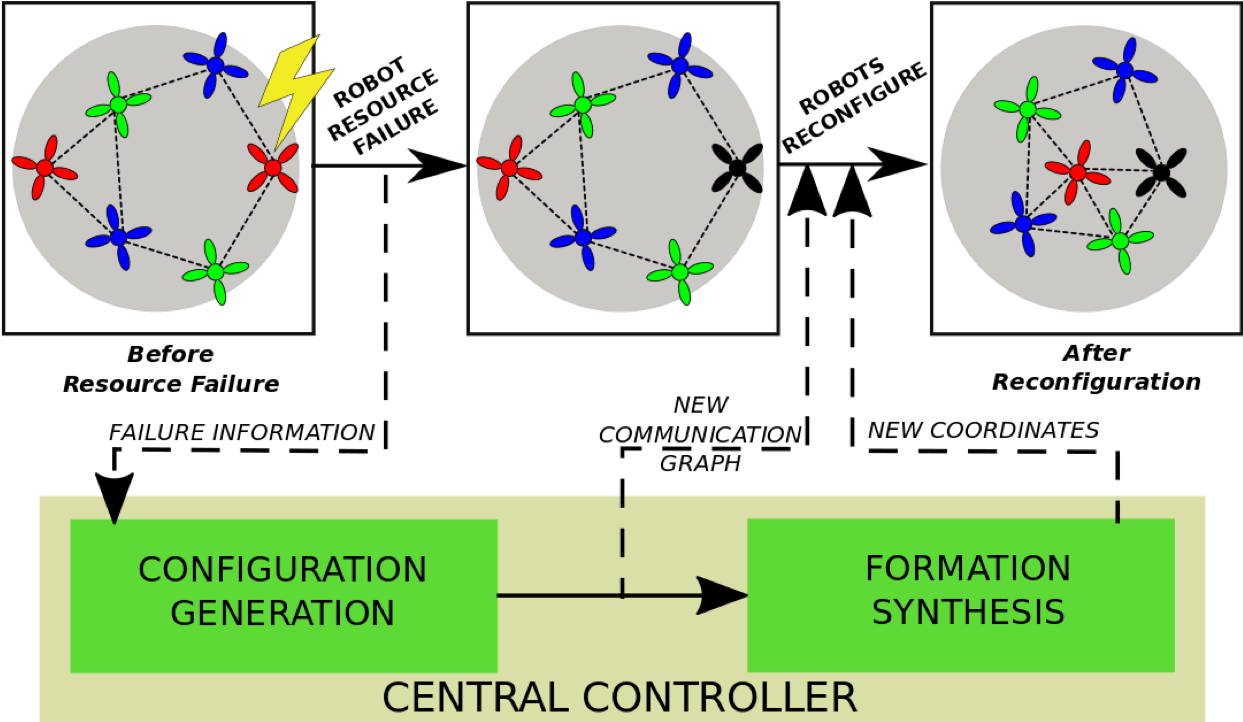 ROBOT
RESOURCE
FAILURE
ROBOTS
RECONFIGURE
Before
Resource Failure
After
Reconfiguration
FAILURE INFORMATION
NEW
COMMUNICATION
GRAPH
NEW COORDINATES
CONFIGURATION
GENERATION
FORMATION
SYNTHESIS
CENTRAL CONTROLLER